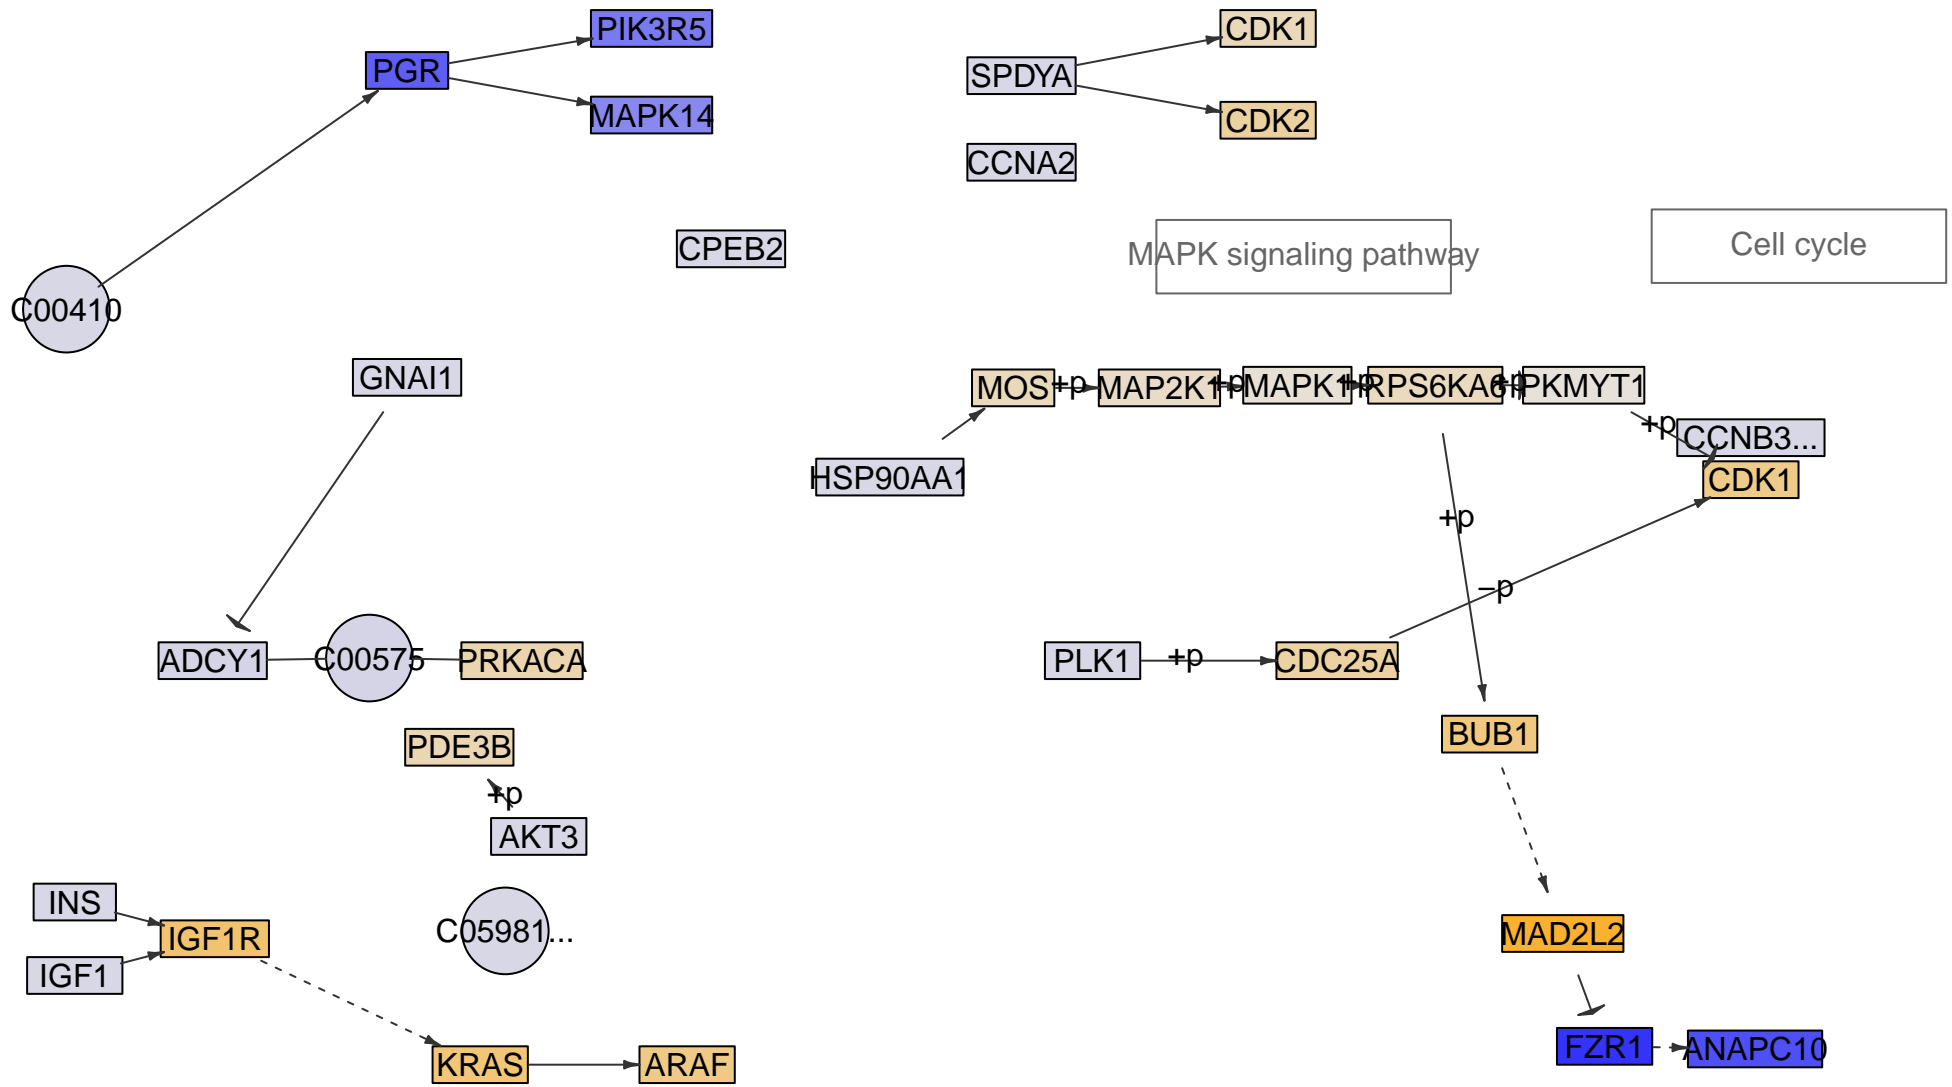 PIK3R5
CDK1
PGR
SPDYA
MAPK14
CDK2
CCNA2
CPEB2
MAPK signaling pathway
Cell cycle
C00410
GNAI1
MOS
+p
MAP2K1
+p
MAPK1
+p
RPS6KA6
+p
PKMYT1
+p
CCNB3...
HSP90AA1
CDK1
+p
−p
ADCY1
C00575
PRKACA
PLK1
+p
CDC25A
BUB1
PDE3B
+p
AKT3
INS
IGF1R
C05981...
MAD2L2
IGF1
KRAS
ARAF
FZR1
ANAPC10